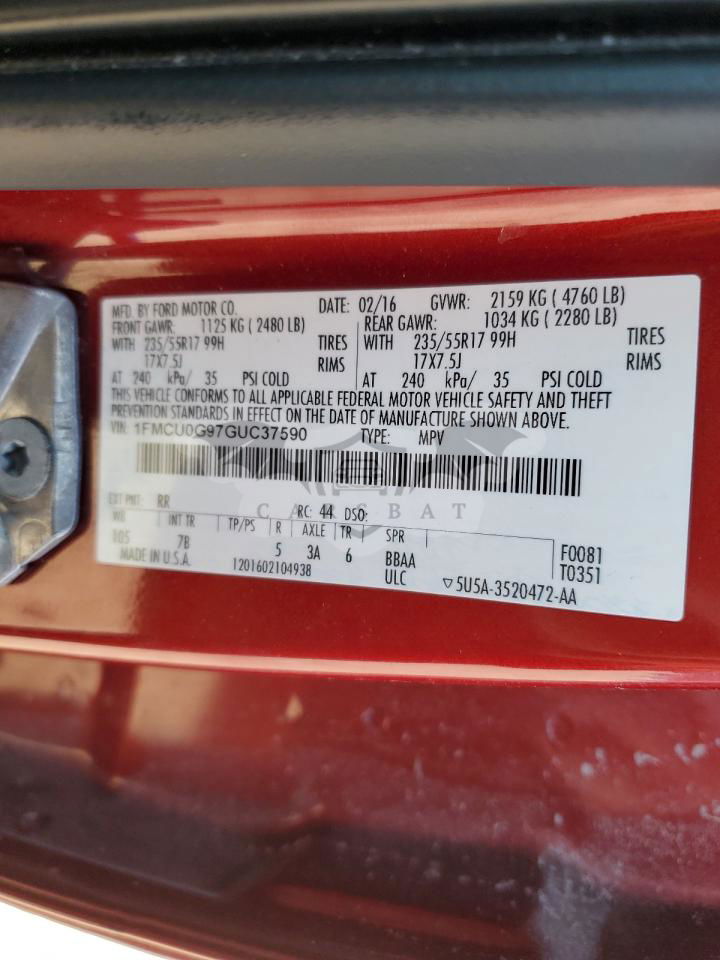 MFD. BY FORD MOTOR CO. DATE: 02/16 GVWR: 2159 KG ( 4760 LB)
FRONT GAWR: 1125 KG ( 2480 LB) REAR GAWR: 1034 KG ( 2280 LB)
WITH 235/55R17 99H TIRES WITH 235/55R17 99H TIRES
17X7.5J RIMS 17X7.5J RIMS
AT 240 kPa/ 35 PSI COLD AT 240 kPa/ 35 PSI COLD
THIS VEHICLE CONFORMS TO ALL APPLICABLE FEDERAL MOTOR VEHICLE SAFETY AND THEFT
PREVENTION STANDARDS IN EFFECT ON THE DATE OF MANUFACTURE SHOWN ABOVE.
VIN: 1FMCU0G97GUC37590 TYPE: MPV
CARGBAT
EXT PNT: RR RC: 44 DSO:
WB INT TR TP/PS R AXLE TR SPR
105 7B 5 3A 6 BBAA F0081
MADE IN U.S.A. 1201602104938 ULC T0351
▽5U5A-3520472-AA